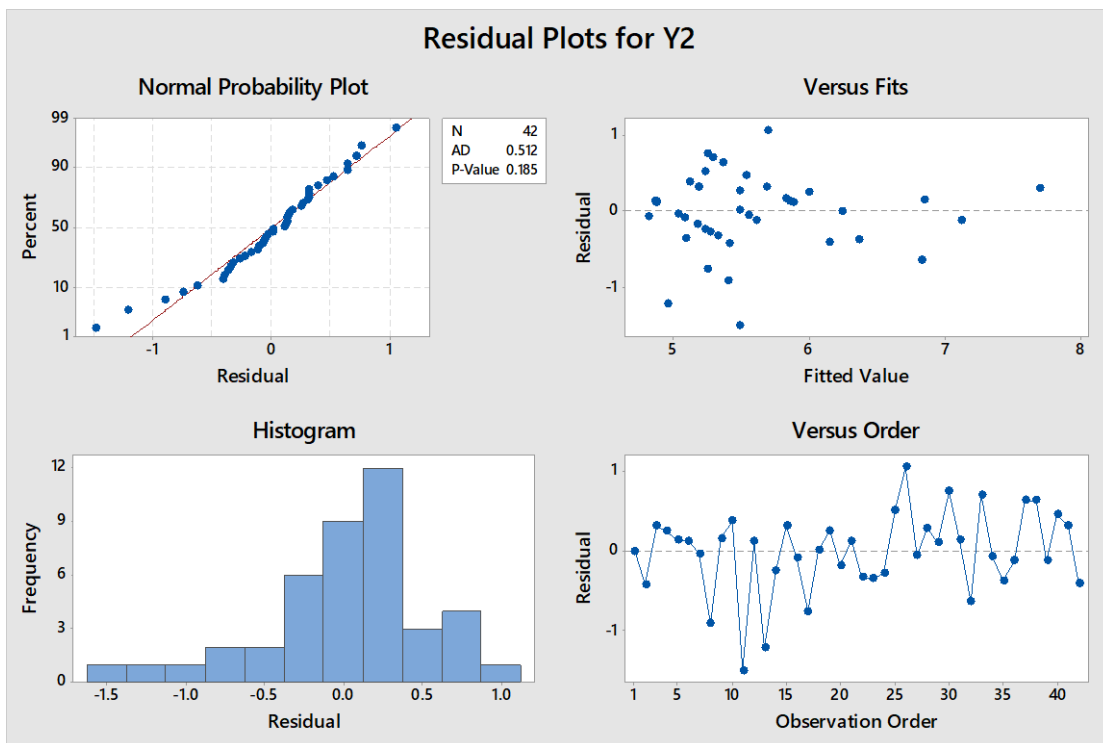 Residual Plots for Y2
Normal Probability Plot
99
90
50
10
1
Percent
-1 0 1
Residual
N 42
AD 0.512
P-Value 0.185
Versus Fits
1
0
-1
Residual
5 6 7 8
Fitted Value
Histogram
12
9
6
3
0
Frequency
-1.5 -1.0 -0.5 0.0 0.5 1.0
Residual
Versus Order
1
0
-1
Residual
1 5 10 15 20 25 30 35 40
Observation Order